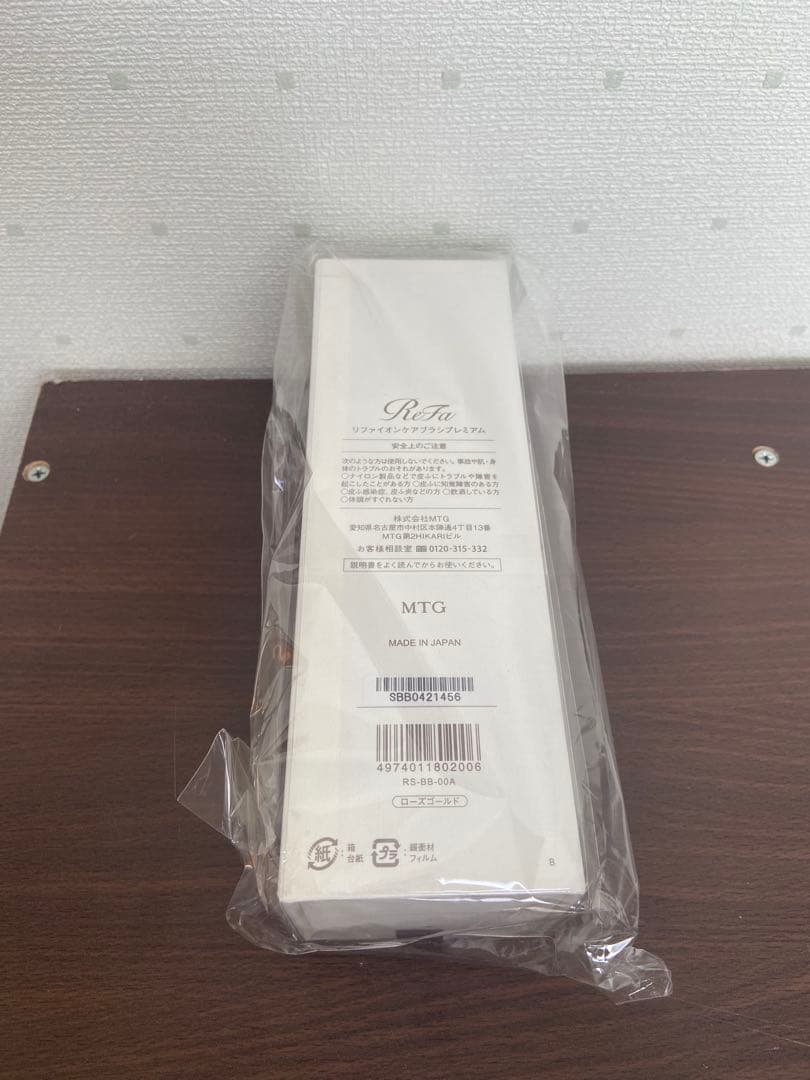 ReFa
リファイオンケアブラシプレミアム
安全上のご注意
次のような方は使用しないでください。事故や肌・身
体のトラブルのおそれがあります。
○ナイロン製品などで皮ふにトラブルや障害を
起こしたことがある方 ○皮ふに知覚障害のある方
○皮ふ感染症、皮ふ炎などの方 ○飲酒している方
○体調がすぐれない方
株式会社MTG
愛知県名古屋市中村区本陣通4丁目13番
MTG第2HIKARIビル
お客様相談室 0120-315-332
説明書をよく読んでからお使いください。
MTG
MADE IN JAPAN
SBB0421456
4974011802006
RS-BB-00A
ローズゴールド
紙 : 箱 台紙 プラ : 緩衝材 フィルム
B